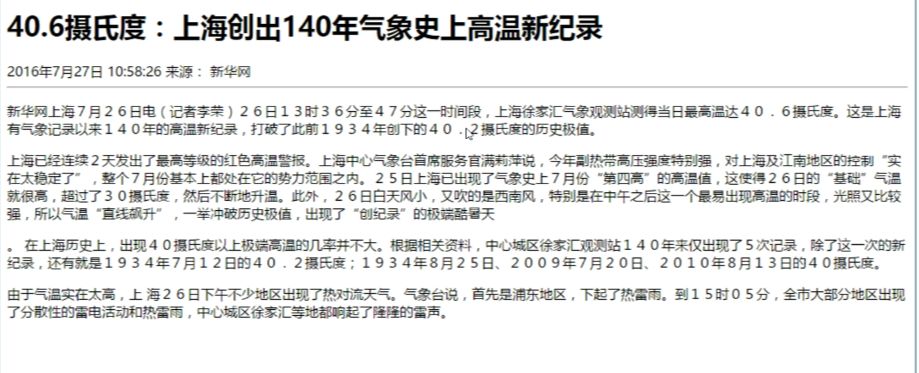 40.6摄氏度：上海创出140年气象史上高温新纪录
2016年7月27日 10:58:26 来源： 新华网
新华网上海７月２６日电（记者李荣）２６日１３时３６分至４７分这一时间段，上海徐家汇气象观测站测得当日最高温达４０．６摄氏度。这是上海
有气象记录以来１４０年的高温新纪录，打破了此前１９３４年创下的４０．２摄氏度的历史极值。
上海已经连续２天发出了最高等级的红色高温警报。上海中心气象台首席服务官满莉萍说，今年副热带高压强度特别强，对上海及江南地区的控制“实
在太稳定了”，整个７月份基本上都处在它的势力范围之内。２５日上海已出现了气象史上７月份“第四高”的高温值，这使得２６日的“基础”气温
就很高，超过了３０摄氏度，然后不断地升温。此外，２６日白天风小，又吹的是西南风，特别是在中午之后这一个最易出现高温的时段，光照又比较
强，所以气温“直线飙升”，一举冲破历史极值，出现了“创纪录”的极端酷暑天
。 在上海历史上，出现４０摄氏度以上极端高温的几率并不大。根据相关资料，中心城区徐家汇观测站１４０年来仅出现了５次记录，除了这一次的新
纪录，还有就是１９３４年７月１２日的４０．２摄氏度；１９３４年８月２５日、２００９年７月２０日、２０１０年８月１３日的４０摄氏度。
由于气温实在太高，上 海２６日下午不少地区出现了热对流天气。气象台说，首先是浦东地区，下起了热雷雨。到１５时０５分，全市大部分地区出现
了分散性的雷电活动和热雷雨，中心城区徐家汇等地都响起了隆隆的雷声。